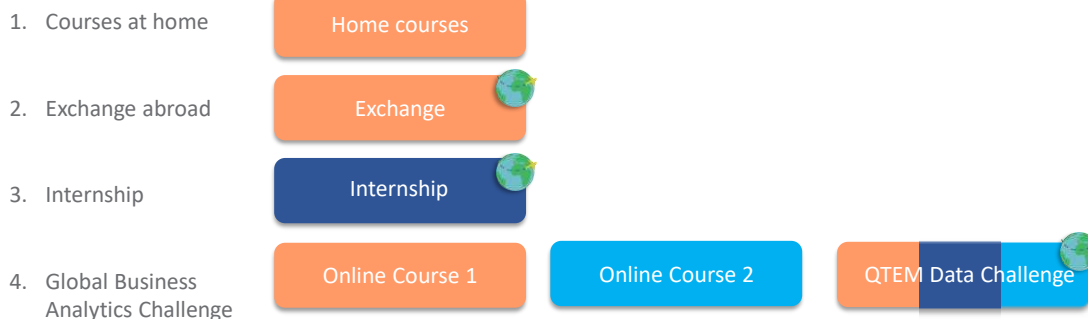 1. Courses at home
Home courses
2. Exchange abroad
Exchange
3. Internship
Internship
4. Global Business
Analytics Challenge
Online Course 1
Online Course 2
QTEM Data Challenge